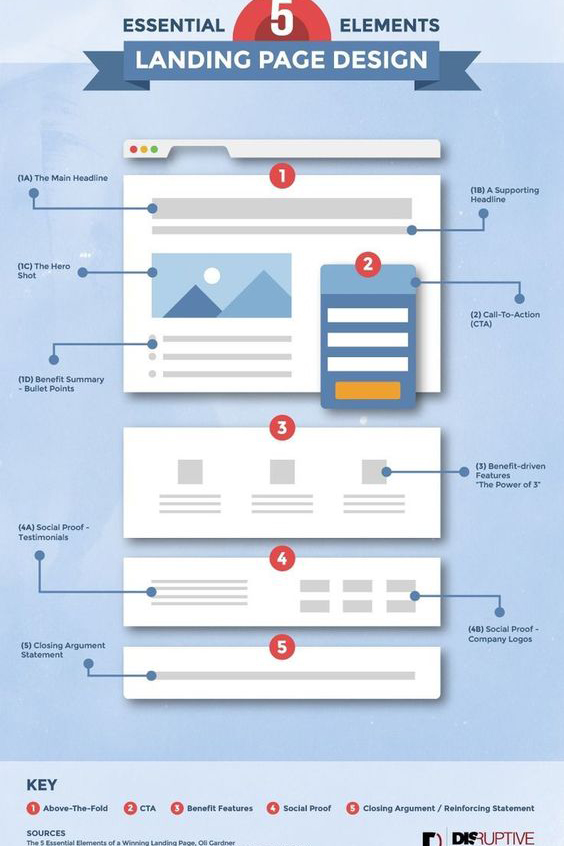 ESSENTIAL 5 ELEMENTS
LANDING PAGE DESIGN
1
(1A) The Main Headline
(1B) A Supporting
Headline
(1C) The Hero
Shot
2
(2) Call-To-Action
(CTA)
(1D) Benefit Summary
- Bullet Points
3
(3) Benefit-driven
Features
"The Power of 3"
(4A) Social Proof -
Testimonials
4
(4B) Social Proof -
Company Logos
(5) Closing Argument
Statement
5
KEY
1 Above-The-Fold 2 CTA 3 Benefit Features 4 Social Proof 5 Closing Argument / Reinforcing Statement
SOURCES
The 5 Essential Elements of a Winning Landing Page, Oli Gardner
DISRUPTIVE